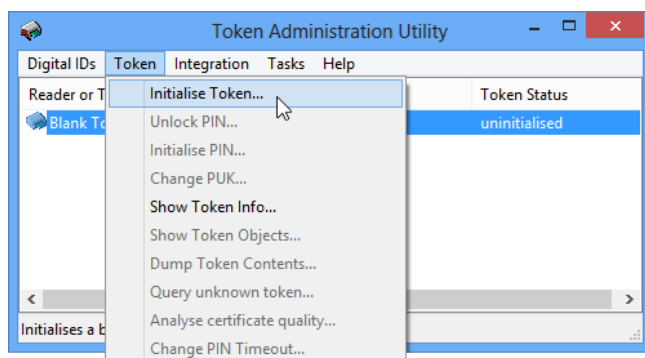 Token Administration Utility
Digital IDs Token Integration Tasks Help
Reader or T Token Status
Initialise Token...
Blank To uninitialised
Unlock PIN...
Initialise PIN...
Change PUK...
Show Token Info...
Show Token Objects...
Dump Token Contents...
Query unknown token...
Initialises a b
Analyse certificate quality...
Change PIN Timeout...